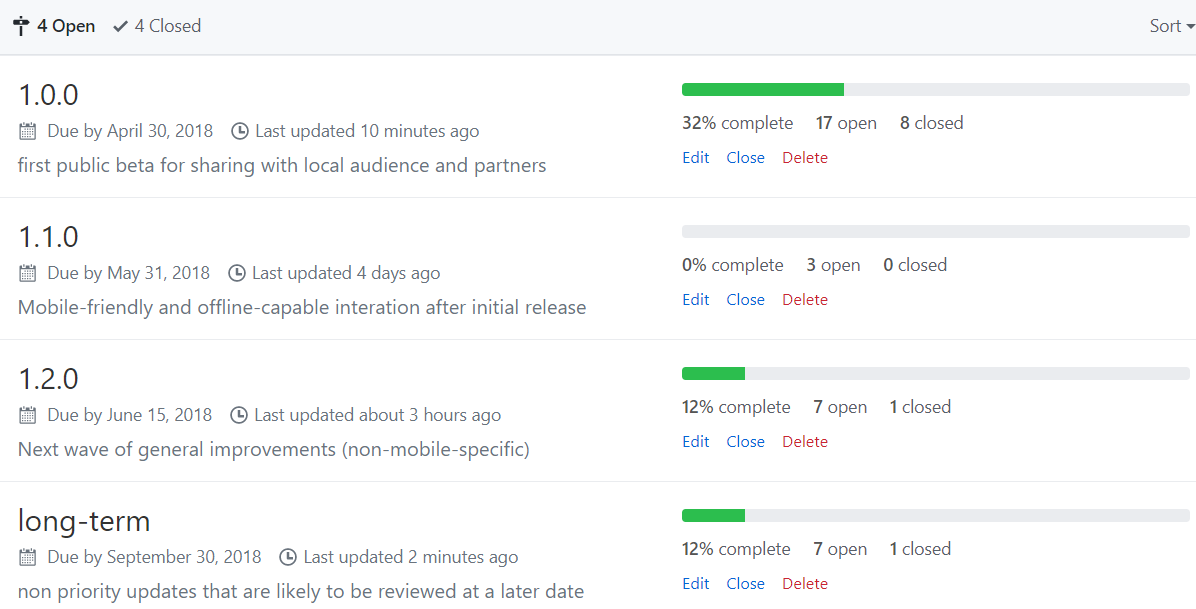 4 Open 4 Closed Sort
1.0.0
Due by April 30, 2018 Last updated 10 minutes ago
first public beta for sharing with local audience and partners
32% complete 17 open 8 closed
Edit Close Delete
1.1.0
Due by May 31, 2018 Last updated 4 days ago
Mobile-friendly and offline-capable interation after initial release
0% complete 3 open 0 closed
Edit Close Delete
1.2.0
Due by June 15, 2018 Last updated about 3 hours ago
Next wave of general improvements (non-mobile-specific)
12% complete 7 open 1 closed
Edit Close Delete
long-term
Due by September 30, 2018 Last updated 2 minutes ago
non priority updates that are likely to be reviewed at a later date
12% complete 7 open 1 closed
Edit Close Delete